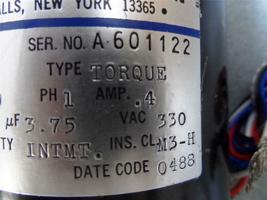 ALLS, NEW YORK 13365 .
SER. NO. A-601122
TYPE TORQUE
PH 1 AMP. .4
µF 3.75 VAC 330
TY INTMT. INS. CL. M3-H
DATE CODE 0488